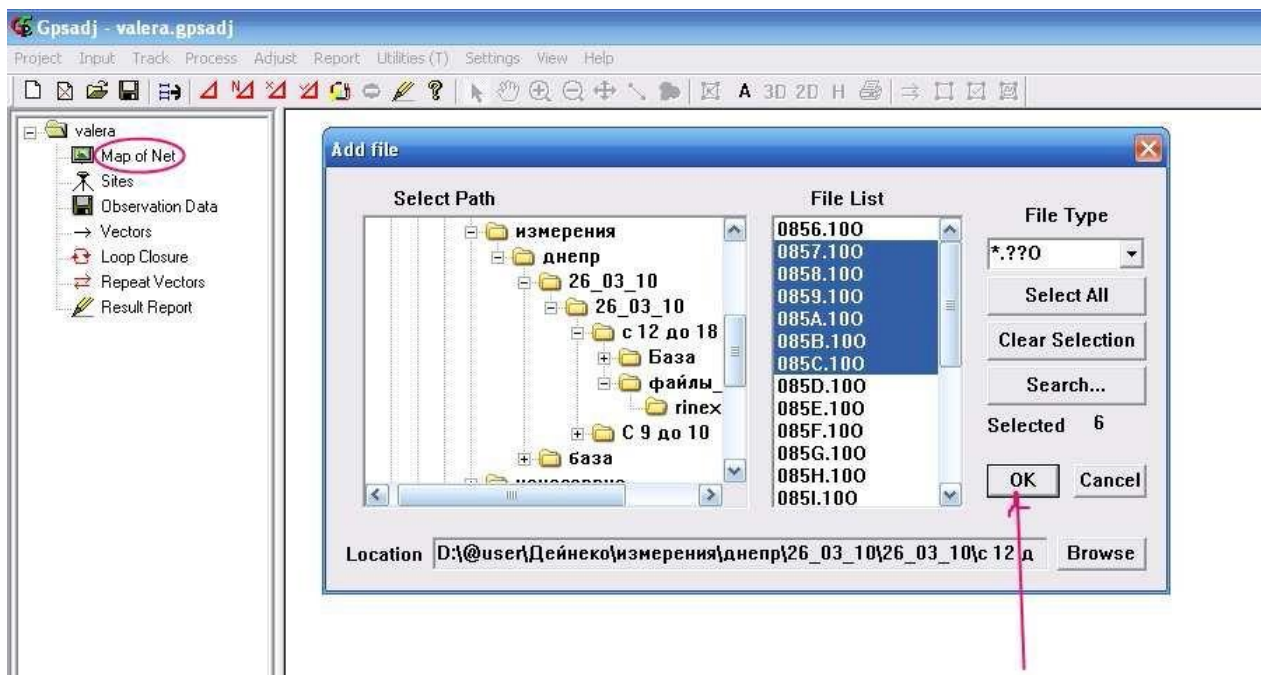 Gpsadj - valera.gpsadj
Project Input Track Process Adjust Report Utilities (T) Settings View Help
A 3D 2D H
valera
Map of Net
Sites
Observation Data
Vectors
Loop Closure
Repeat Vectors
Result Report
Add file
Select Path
измерения
днепр
26_03_10
26_03_10
с 12 до 18
База
файлы_
rinex
С 9 до 10
база
File List
0856.10O
0857.10O
0858.10O
0859.10O
085A.10O
085B.10O
085C.10O
085D.10O
085E.10O
085F.10O
085G.10O
085H.10O
085I.10O
File Type
*.??O
Select All
Clear Selection
Search...
Selected 6
OK Cancel
Location D:\@user\Дейнеко\измерения\днепр\26_03_10\26_03_10\с 12 д Browse